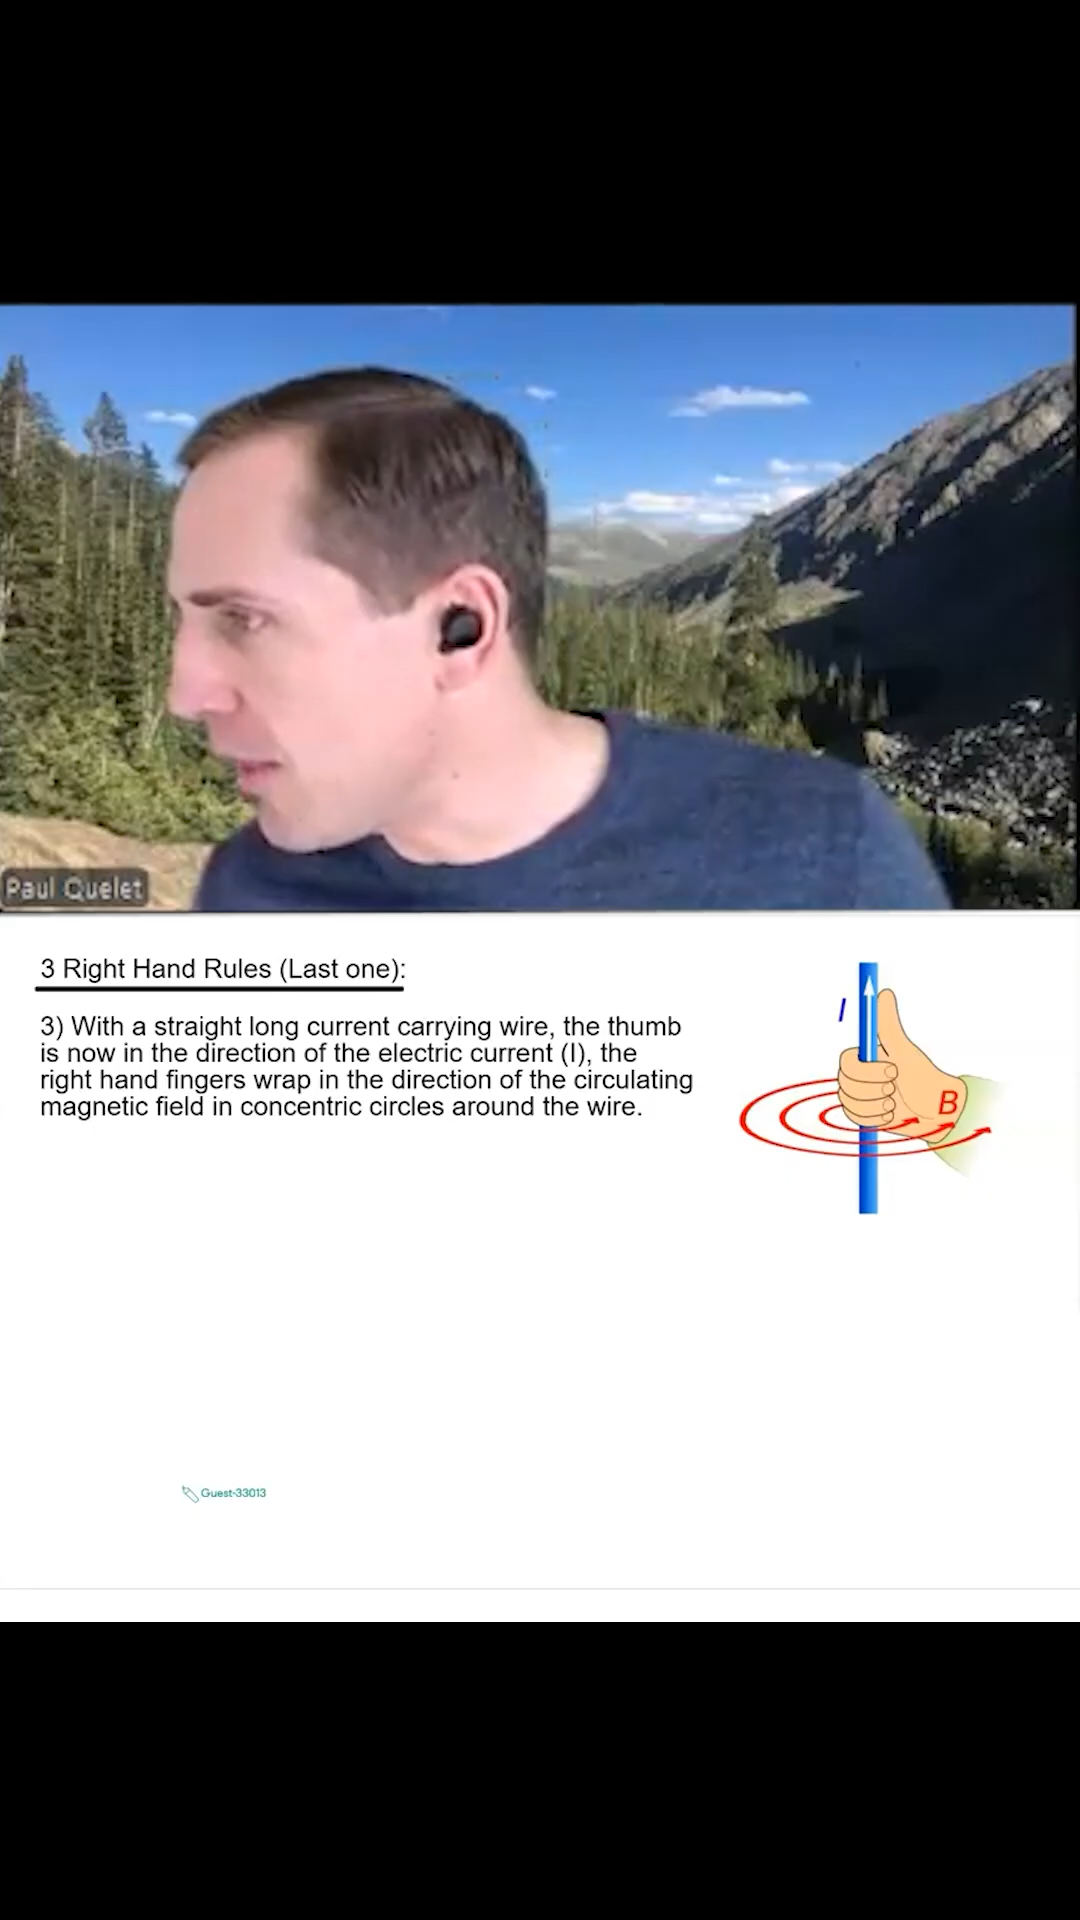 Paul Quelet
3 Right Hand Rules (Last one):
3) With a straight long current carrying wire, the thumb
is now in the direction of the electric current (I), the
right hand fingers wrap in the direction of the circulating
magnetic field in concentric circles around the wire.
I
B
Guest-33013